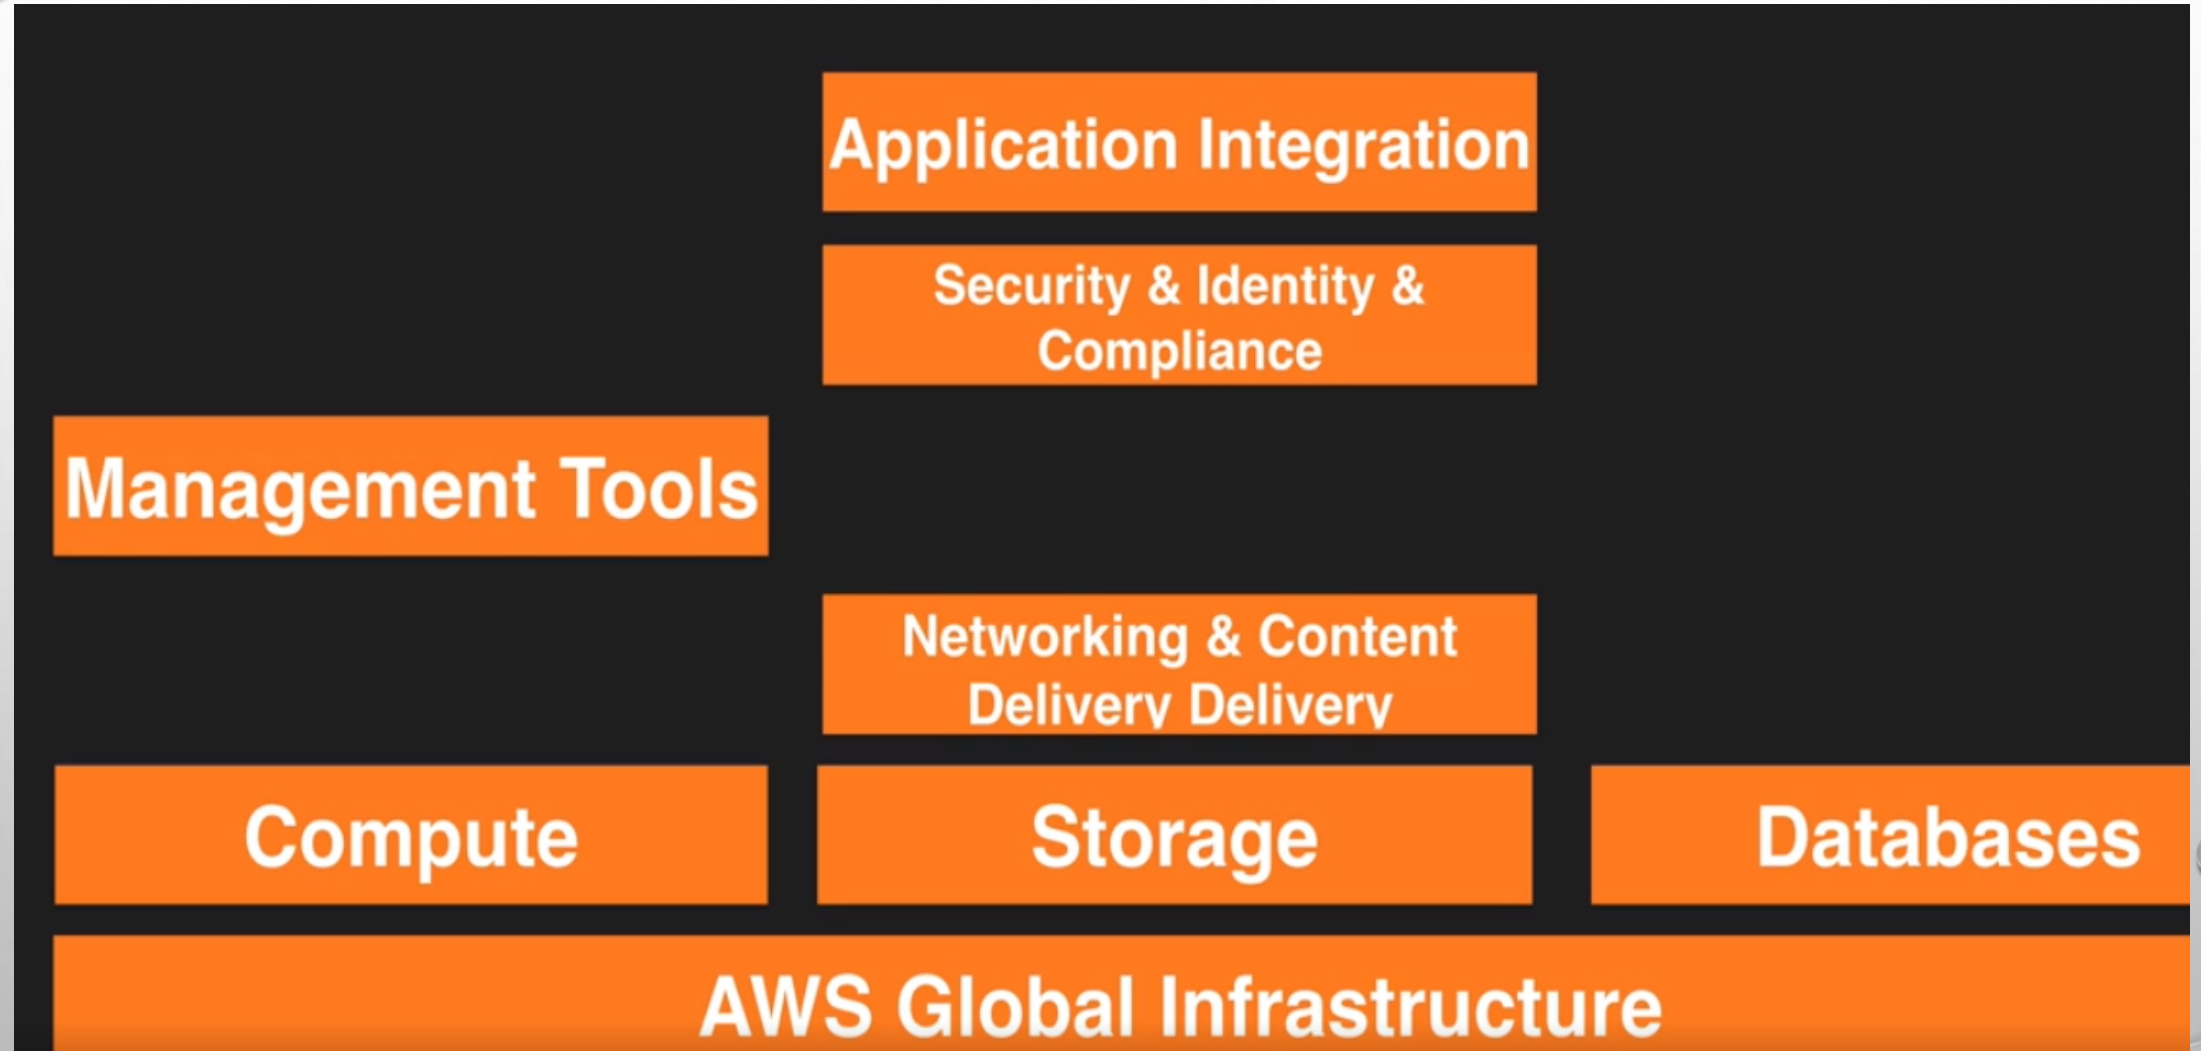 Application Integration
Security & Identity &
Compliance
Management Tools
Networking & Content
Delivery Delivery
Compute
Storage
Databases
AWS Global Infrastructure